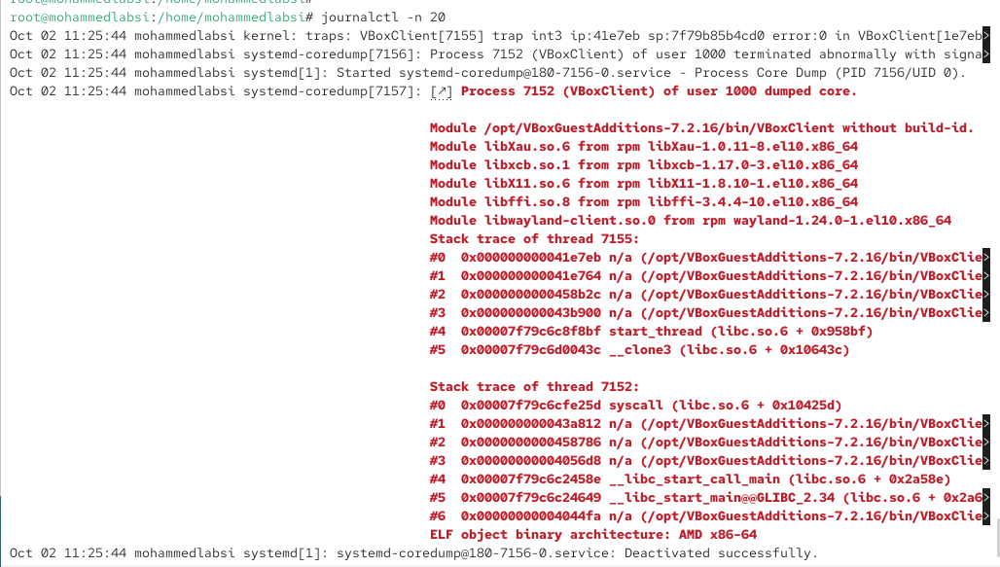 root@mohammedlabsi:/home/mohammedlabsi#
root@mohammedlabsi:/home/mohammedlabsi# journalctl -n 20
Oct 02 11:25:44 mohammedlabsi kernel: traps: VBoxClient[7155] trap int3 ip:41e7eb sp:7f79b85b4cd0 error:0 in VBoxClient[1e7eb>
Oct 02 11:25:44 mohammedlabsi systemd-coredump[7156]: Process 7152 (VBoxClient) of user 1000 terminated abnormally with signa>
Oct 02 11:25:44 mohammedlabsi systemd[1]: Started systemd-coredump@180-7156-0.service - Process Core Dump (PID 7156/UID 0).
Oct 02 11:25:44 mohammedlabsi systemd-coredump[7157]: [↗] Process 7152 (VBoxClient) of user 1000 dumped core.
Module /opt/VBoxGuestAdditions-7.2.16/bin/VBoxClient without build-id.
Module libXau.so.6 from rpm libXau-1.0.11-8.el10.x86_64
Module libxcb.so.1 from rpm libxcb-1.17.0-3.el10.x86_64
Module libX11.so.6 from rpm libX11-1.8.10-1.el10.x86_64
Module libffi.so.8 from rpm libffi-3.4.4-10.el10.x86_64
Module libwayland-client.so.0 from rpm wayland-1.24.0-1.el10.x86_64
Stack trace of thread 7155:
#0  0x000000000041e7eb n/a (/opt/VBoxGuestAdditions-7.2.16/bin/VBoxClie>
#1  0x000000000041e764 n/a (/opt/VBoxGuestAdditions-7.2.16/bin/VBoxClie>
#2  0x0000000000458b2c n/a (/opt/VBoxGuestAdditions-7.2.16/bin/VBoxClie>
#3  0x000000000043b900 n/a (/opt/VBoxGuestAdditions-7.2.16/bin/VBoxClie>
#4  0x00007f79c6c8f8bf start_thread (libc.so.6 + 0x958bf)
#5  0x00007f79c6d0043c __clone3 (libc.so.6 + 0x10643c)
Stack trace of thread 7152:
#0  0x00007f79c6cfe25d syscall (libc.so.6 + 0x10425d)
#1  0x000000000043a812 n/a (/opt/VBoxGuestAdditions-7.2.16/bin/VBoxClie>
#2  0x0000000000458786 n/a (/opt/VBoxGuestAdditions-7.2.16/bin/VBoxClie>
#3  0x00000000004056d8 n/a (/opt/VBoxGuestAdditions-7.2.16/bin/VBoxClie>
#4  0x00007f79c6c2458e __libc_start_call_main (libc.so.6 + 0x2a58e)
#5  0x00007f79c6c24649 __libc_start_main@@GLIBC_2.34 (libc.so.6 + 0x2a6>
#6  0x00000000004044fa n/a (/opt/VBoxGuestAdditions-7.2.16/bin/VBoxClie>
ELF object binary architecture: AMD x86-64
Oct 02 11:25:44 mohammedlabsi systemd[1]: systemd-coredump@180-7156-0.service: Deactivated successfully.